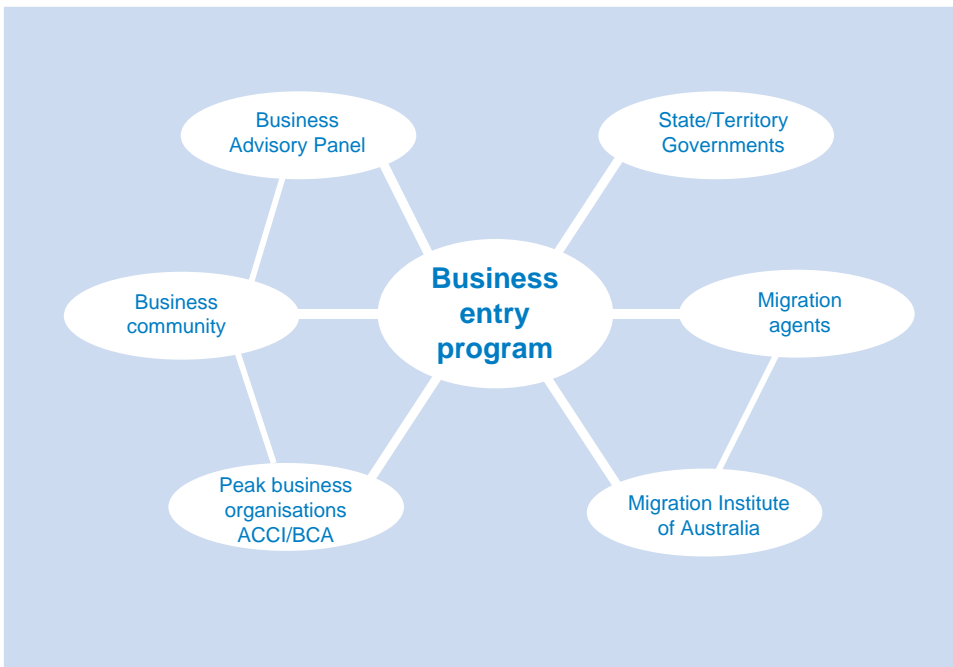 Business
Advisory Panel
State/Territory
Governments
Business
entry
program
Business
community
Migration
agents
Peak business
organisations
ACCI/BCA
Migration Institute
of Australia